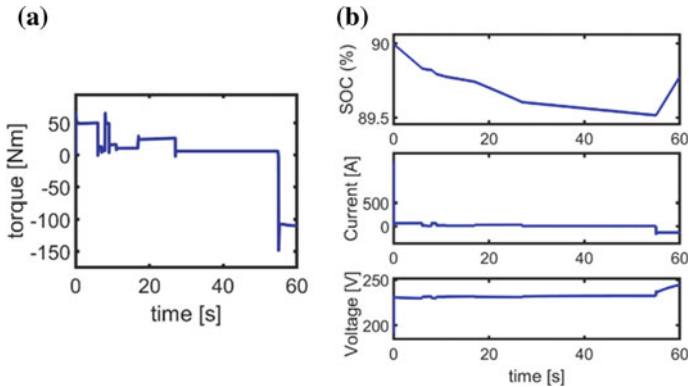 (a)
torque [Nm]
50
0
-50
-100
-150
0 20 40 60
time [s]
(b)
SOC (%)
90
89.5
0 20 40 60
Current [A]
500
0
0 20 40 60
Voltage [V]
250
200
0 20 40 60
time [s]